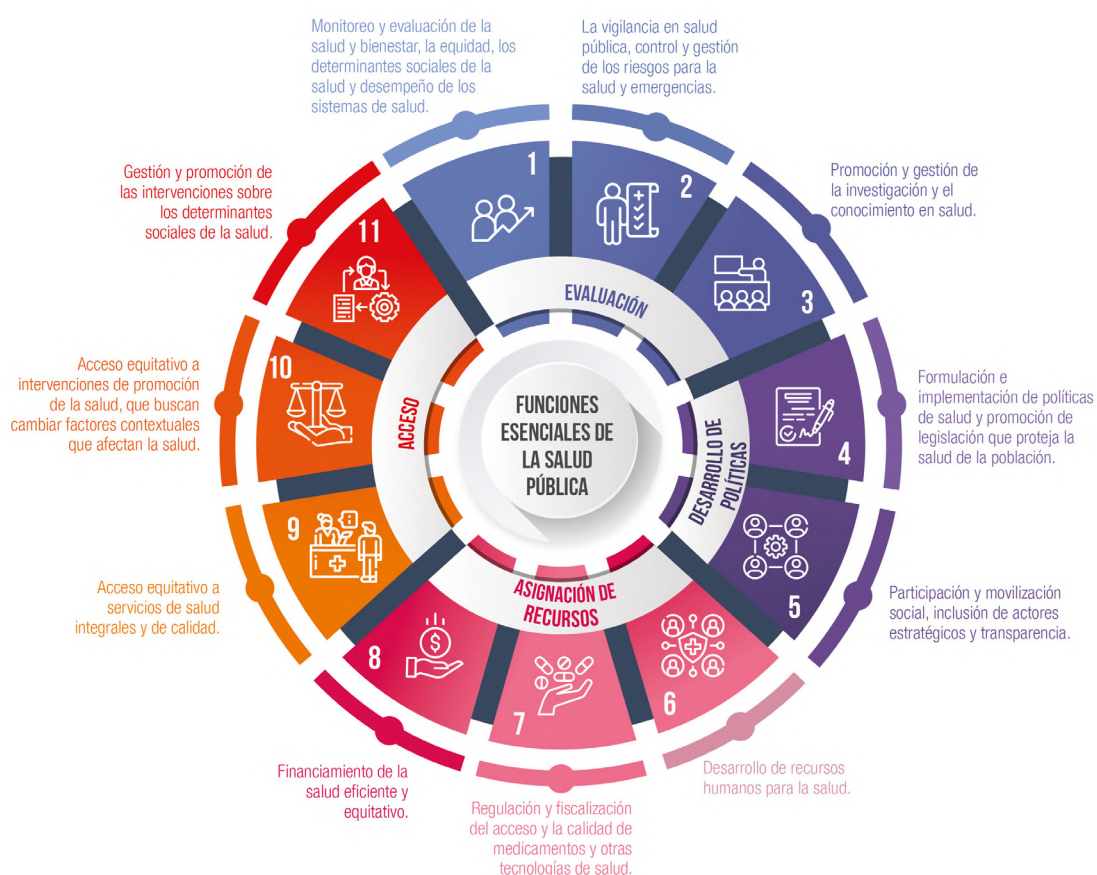 Monitoreo y evaluación de la
salud y bienestar, la equidad, los
determinantes sociales de la
salud y desempeño de los
sistemas de salud.
La vigilancia en salud
pública, control y gestión
de los riesgos para la
salud y emergencias.
Promoción y gestión de
la investigación y el
conocimiento en salud.
Formulación e
implementación de políticas
de salud y promoción de
legislación que proteja la
salud de la población.
Participación y movilización
social, inclusión de actores
estratégicos y transparencia.
Desarrollo de recursos
humanos para la salud.
Regulación y fiscalización
del acceso y la calidad de
medicamentos y otras
tecnologías de salud.
Financiamiento de la
salud eficiente y
equitativo.
Acceso equitativo a
servicios de salud
integrales y de calidad.
Acceso equitativo a
intervenciones de promoción
de la salud, que buscan
cambiar factores contextuales
que afectan la salud.
Gestión y promoción de
las intervenciones sobre
los determinantes
sociales de la salud.
1
2
3
4
5
6
7
8
9
10
11
EVALUACIÓN
DESARROLLO DE
POLÍTICAS
ASIGNACIÓN DE
RECURSOS
ACCESO
FUNCIONES
ESENCIALES DE
LA SALUD
PÚBLICA